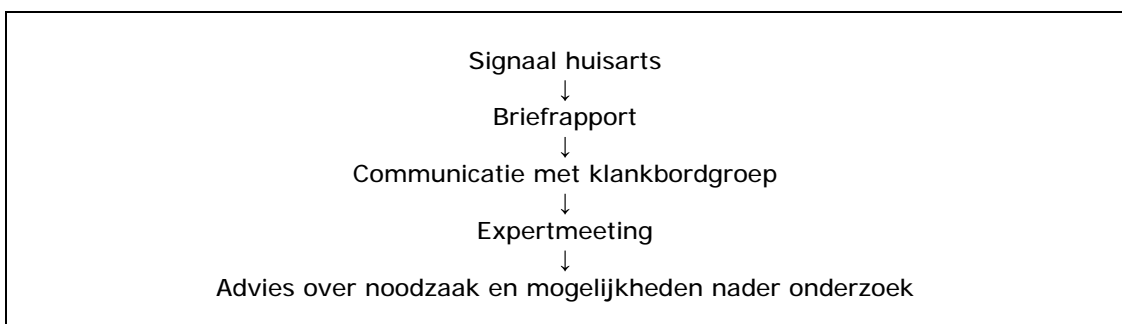 Signaal huisarts
↓
Briefrapport
↓
Communicatie met klankbordgroep
↓
Expertmeeting
↓
Advies over noodzaak en mogelijkheden nader onderzoek